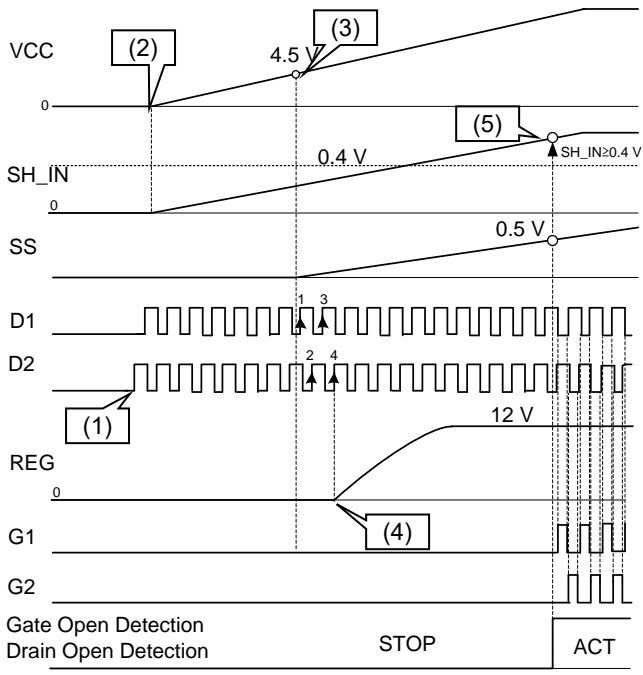 VCC
(2)
4.5 V
(3)
0
(5)
0.4 V
SH_IN≥0.4 V
SH_IN
0
0.5 V
SS
1 3
D1
D2
2 4
(1)
12 V
REG
0
(4)
G1
G2
Gate Open Detection
Drain Open Detection
STOP
ACT